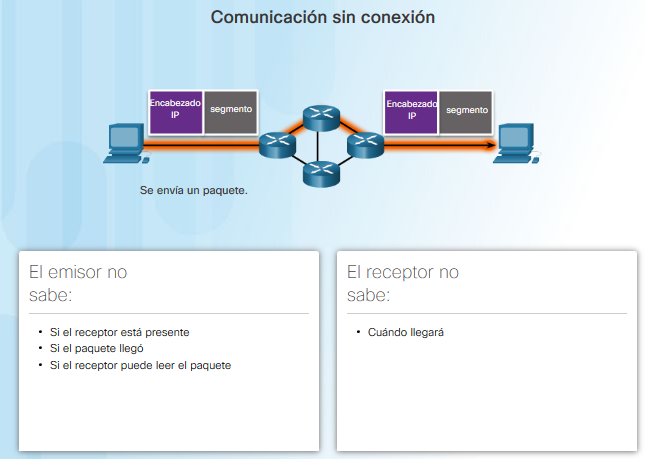 Comunicación sin conexión
Encabezado
IP
segmento
Encabezado
IP
segmento
Se envía un paquete.
El emisor no
sabe:
• Si el receptor está presente
• Si el paquete llegó
• Si el receptor puede leer el paquete
El receptor no
sabe:
• Cuándo llegará